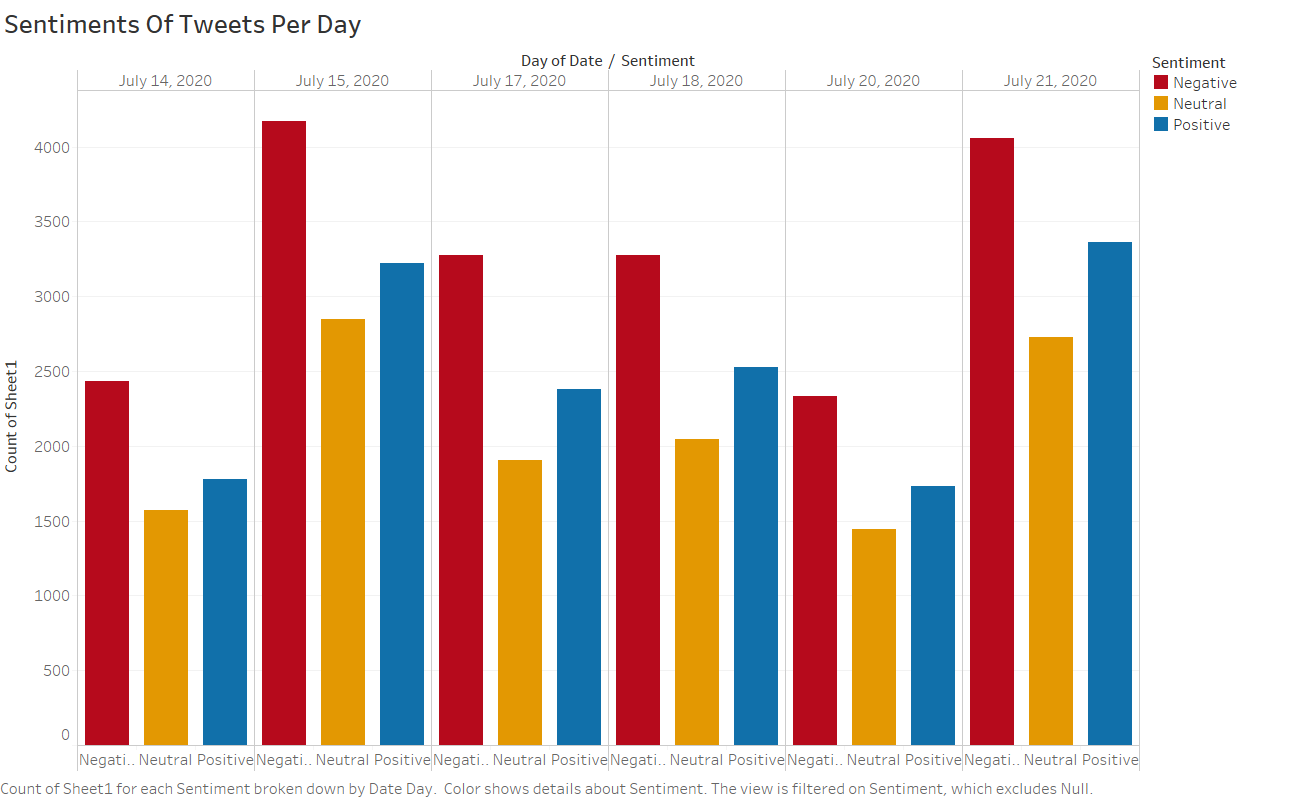 Sentiments Of Tweets Per Day
Day of Date / Sentiment
July 14, 2020 July 15, 2020 July 17, 2020 July 18, 2020 July 20, 2020 July 21, 2020
Sentiment
Negative
Neutral
Positive
Count of Sheet1
4000
3500
3000
2500
2000
1500
1000
500
0
Negati.. Neutral Positive Negati.. Neutral Positive Negati.. Neutral Positive Negati.. Neutral Positive Negati.. Neutral Positive Negati.. Neutral Positive
Count of Sheet1 for each Sentiment broken down by Date Day. Color shows details about Sentiment. The view is filtered on Sentiment, which excludes Null.